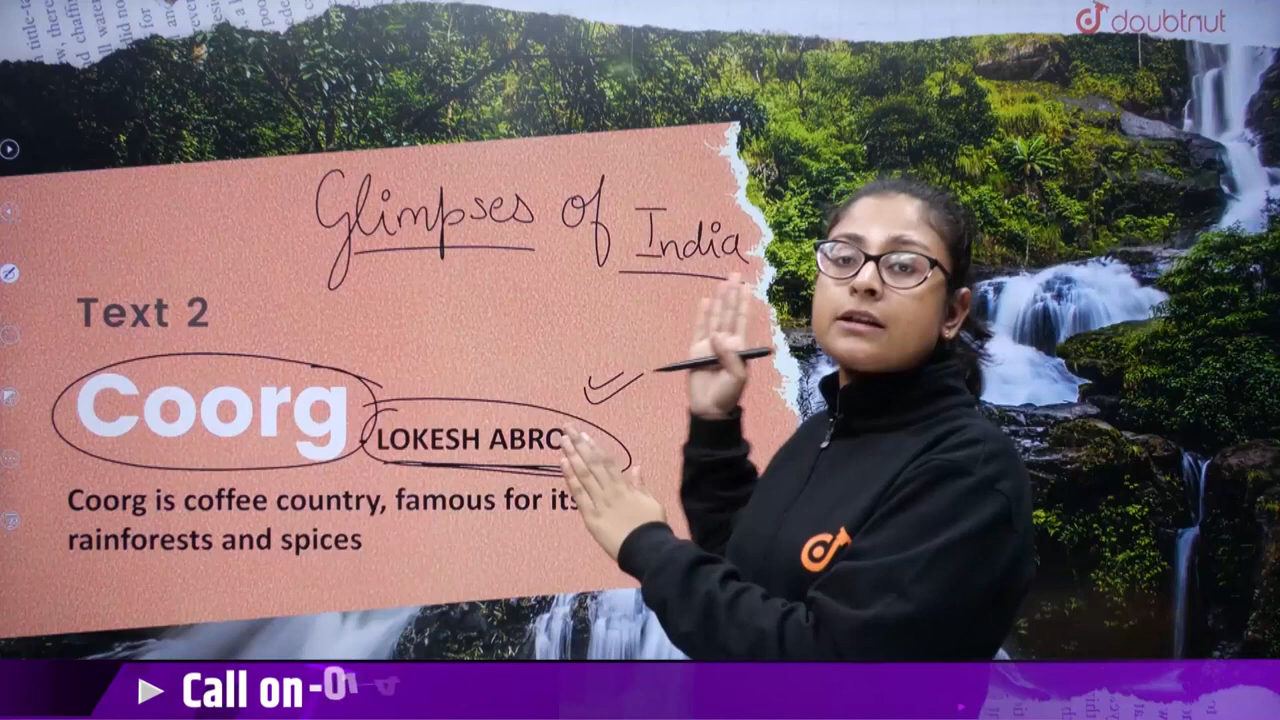 doubtnut
Glimpses of India
Text 2
Coorg
LOKESH ABRO
Coorg is coffee country, famous for its
rainforests and spices
Call on-